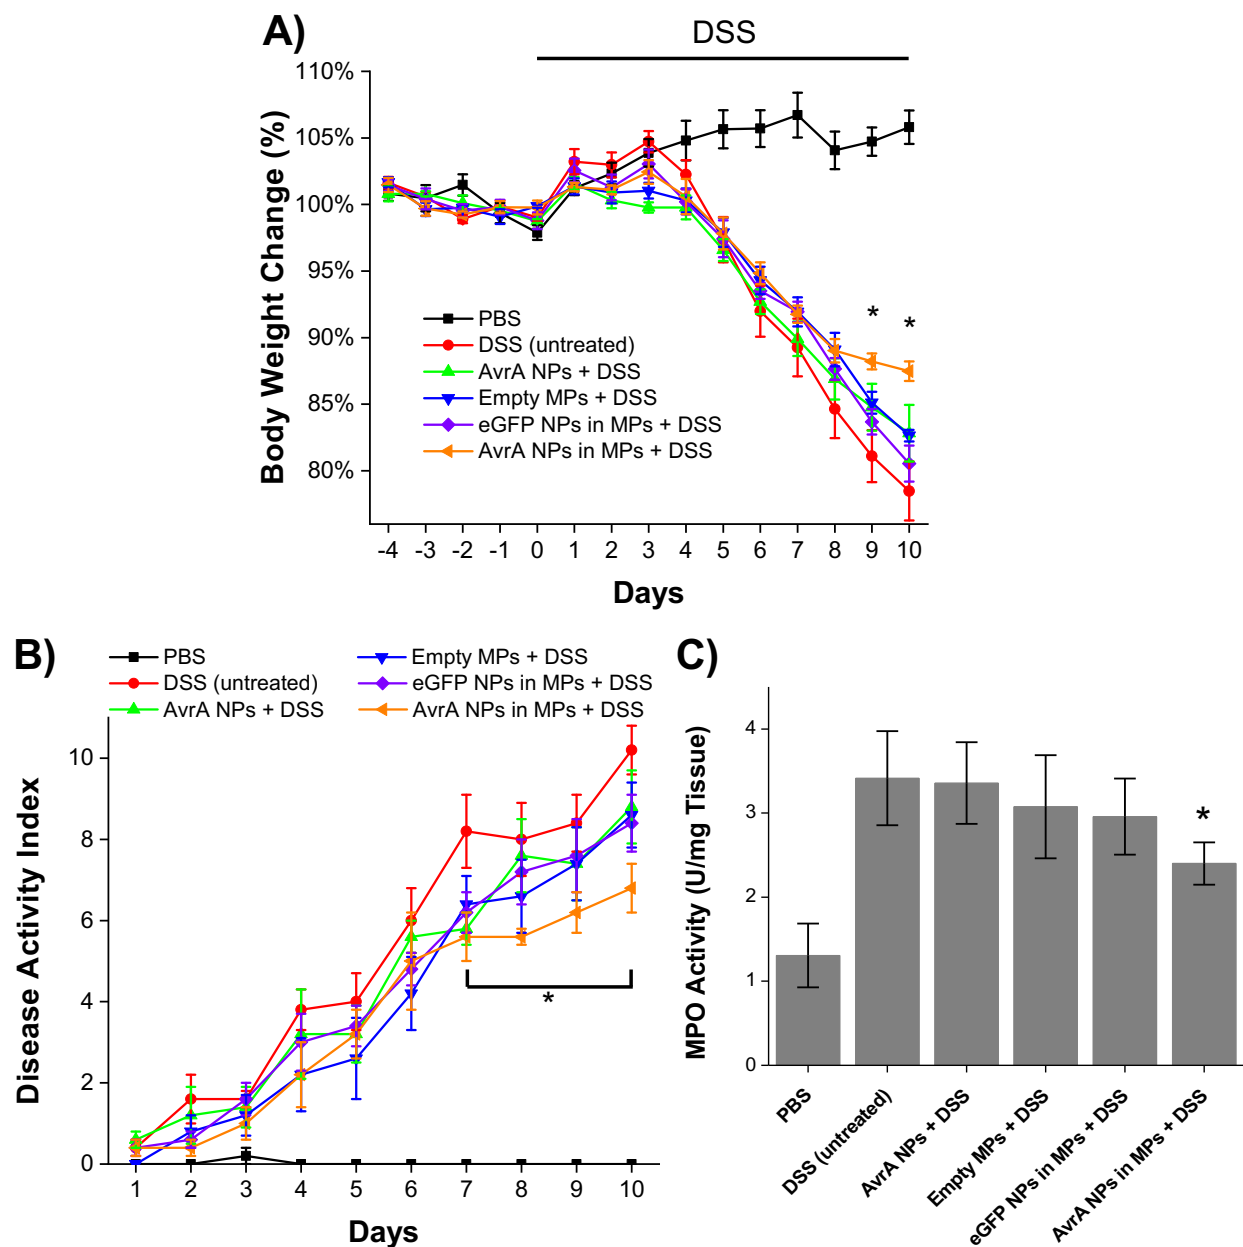 A)
DSS
110%
105%
100%
95%
90%
85%
80%
Body Weight Change (%)
PBS
DSS (untreated)
AvrA NPs + DSS
Empty MPs + DSS
eGFP NPs in MPs + DSS
AvrA NPs in MPs + DSS
* *
-4 -3 -2 -1 0 1 2 3 4 5 6 7 8 9 10
Days
B)
PBS
DSS (untreated)
AvrA NPs + DSS
Empty MPs + DSS
eGFP NPs in MPs + DSS
AvrA NPs in MPs + DSS
10
8
6
4
2
0
Disease Activity Index
*
1 2 3 4 5 6 7 8 9 10
Days
C)
4
3
2
1
0
MPO Activity (U/mg Tissue)
*
PBS
DSS (untreated)
AvrA NPs + DSS
Empty MPs + DSS
eGFP NPs in MPs + DSS
AvrA NPs in MPs + DSS